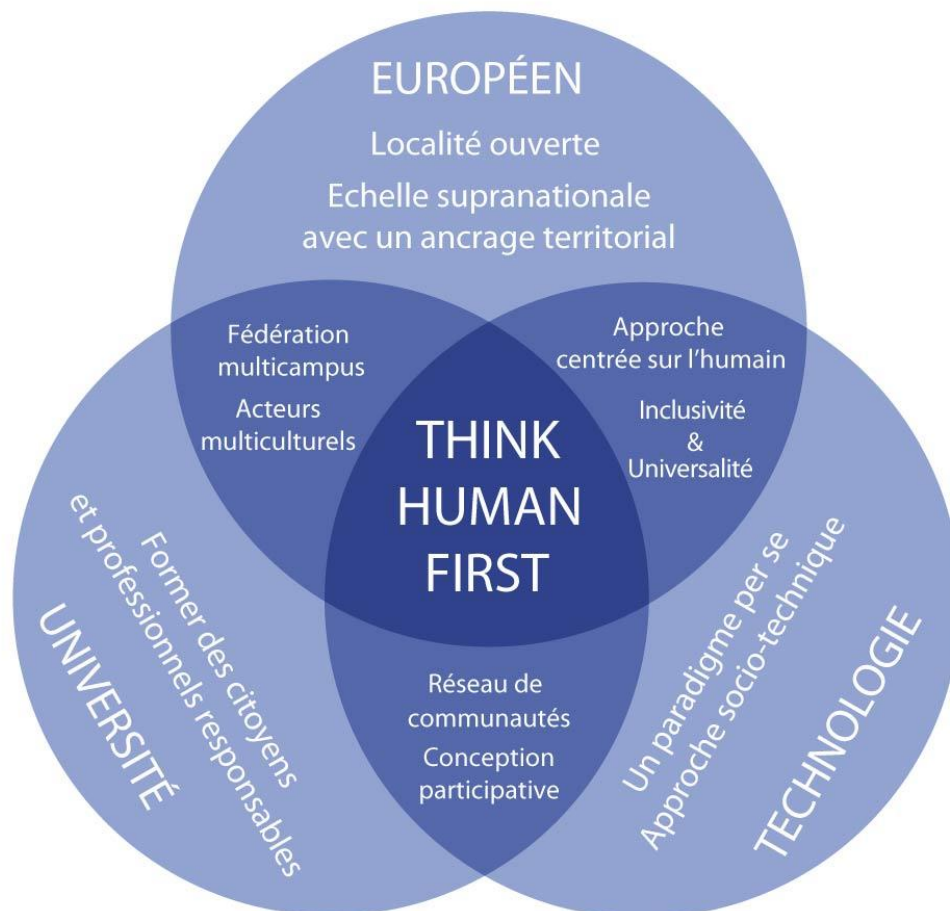 EUROPÉEN
Localité ouverte
Echelle supranationale
avec un ancrage territorial
Fédération
multicampus
Acteurs
multiculturels
Approche
centrée sur l'humain
Inclusivité
&
Universalité
THINK
HUMAN
FIRST
Former des citoyens
et professionnels responsables
UNIVERSITÉ
Réseau de
communautés
Conception
participative
Un paradigme per se
Approche socio-technique
TECHNOLOGIE